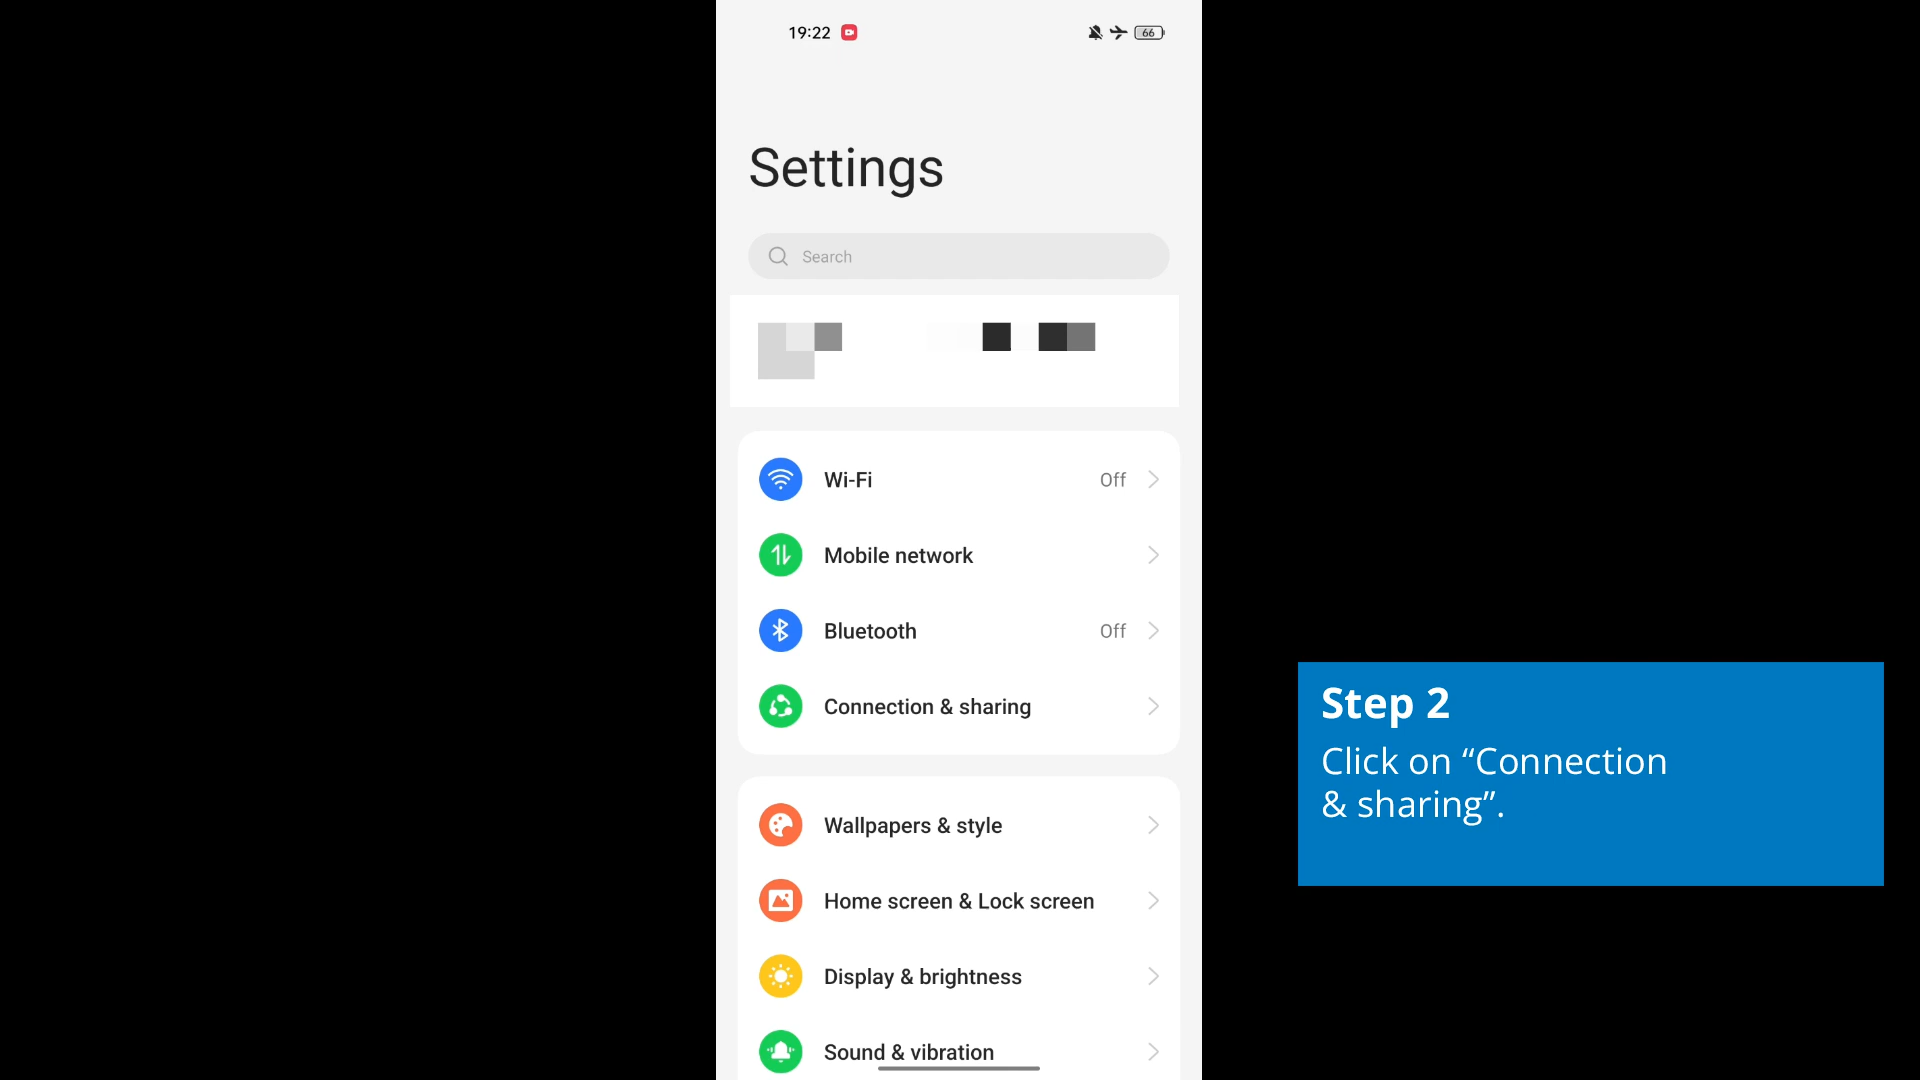 19:22
66
Settings
Search
Wi-Fi Off
Mobile network
Bluetooth Off
Connection & sharing
Wallpapers & style
Home screen & Lock screen
Display & brightness
Sound & vibration
Step 2
Click on “Connection
& sharing”.